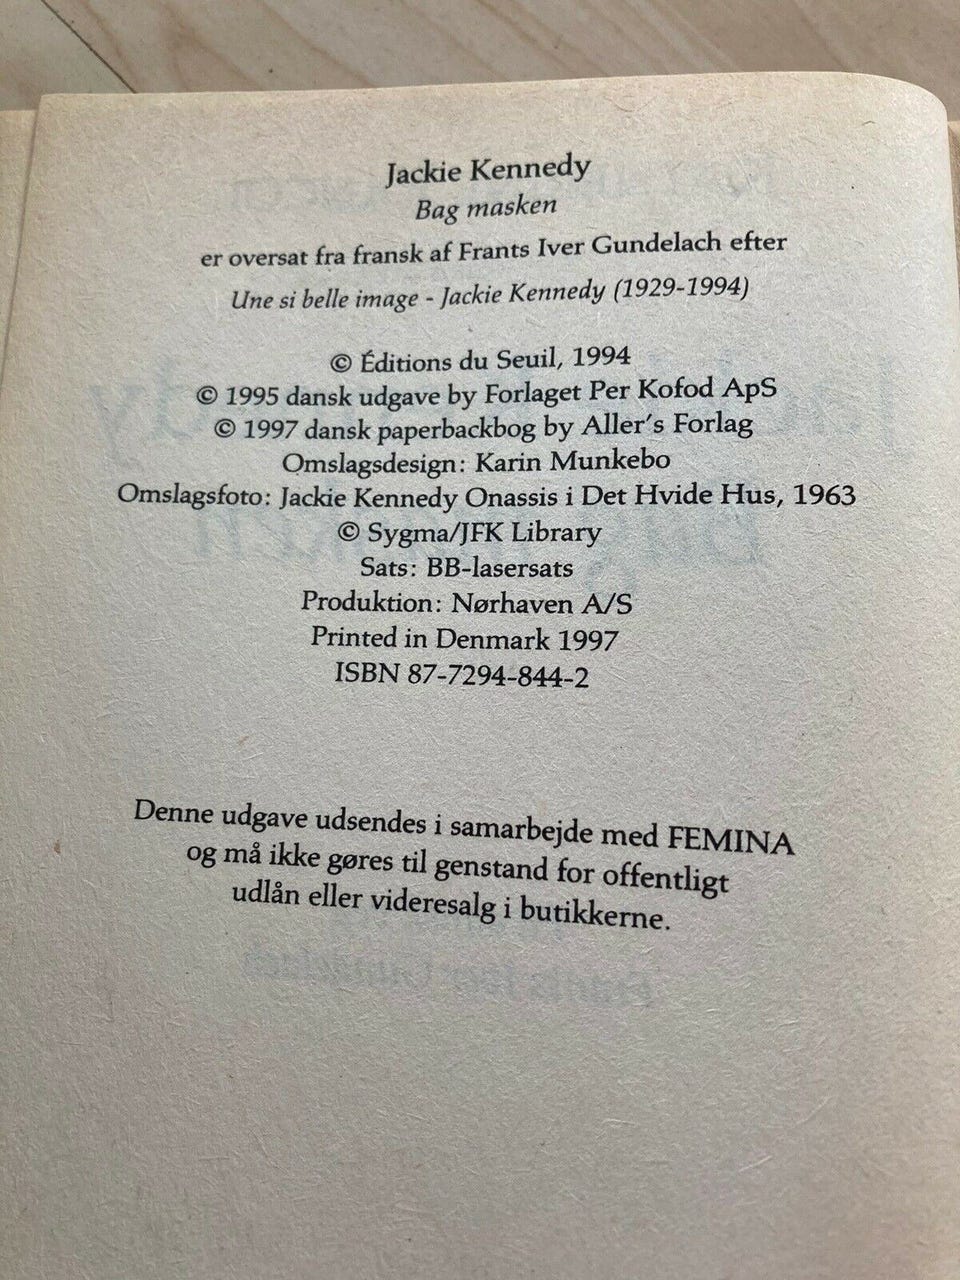 Jackie Kennedy
Bag masken
er oversat fra fransk af Frants Iver Gundelach efter
Une si belle image - Jackie Kennedy (1929-1994)
© Éditions du Seuil, 1994
© 1995 dansk udgave by Forlaget Per Kofod ApS
© 1997 dansk paperbackbog by Aller's Forlag
Omslagsdesign: Karin Munkebo
Omslagsfoto: Jackie Kennedy Onassis i Det Hvide Hus, 1963
© Sygma/JFK Library
Sats: BB-lasersats
Produktion: Nørhaven A/S
Printed in Denmark 1997
ISBN 87-7294-844-2
Denne udgave udsendes i samarbejde med FEMINA
og må ikke gøres til genstand for offentligt
udlån eller videresalg i butikkerne.